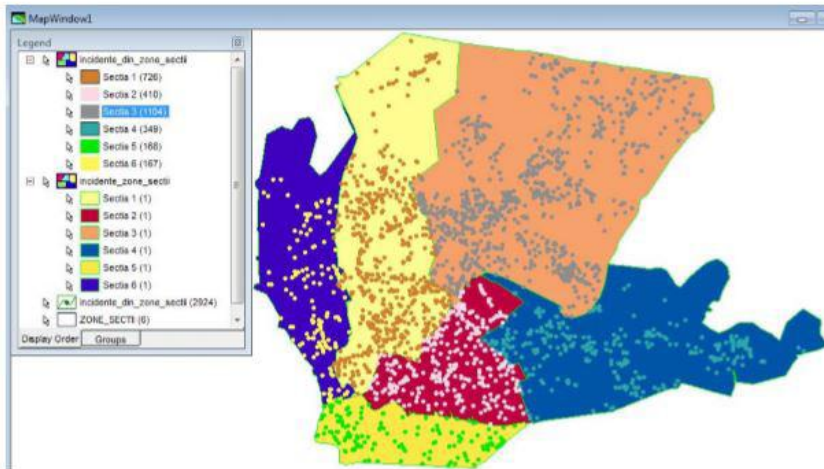 MapWindow1
Legend
incidente_din_zone_sectii
Sectia 1 (726)
Sectia 2 (410)
Sectia 3 (1104)
Sectia 4 (349)
Sectia 5 (168)
Sectia 6 (167)
incidente_zone_sectii
Sectia 1 (1)
Sectia 2 (1)
Sectia 3 (1)
Sectia 4 (1)
Sectia 5 (1)
Sectia 6 (1)
incidente_din_zone_sectii (2924)
ZONE_SECTII (6)
Display Order Groups